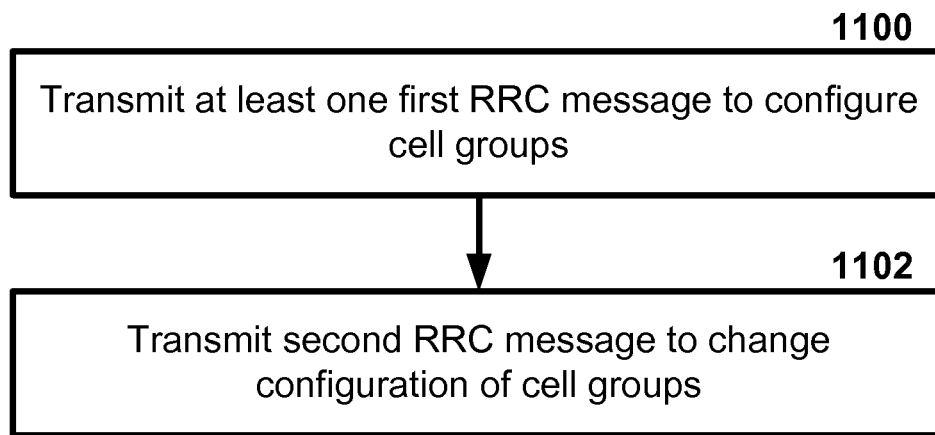 1100
Transmit at least one first RRC message to configure
cell groups
1102
Transmit second RRC message to change
configuration of cell groups